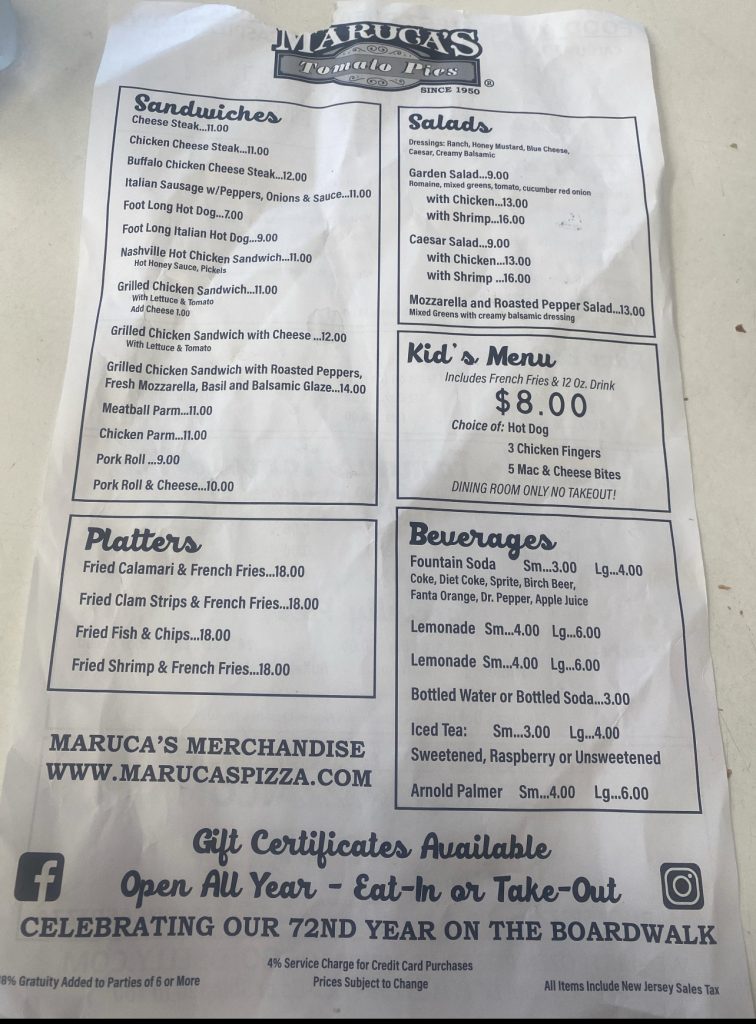 MARUCA'S
Tomato Pies
®
SINCE 1950
Sandwiches
Cheese Steak...11.00
Chicken Cheese Steak...11.00
Buffalo Chicken Cheese Steak...12.00
Italian Sausage w/Peppers, Onions & Sauce...11.00
Foot Long Hot Dog...7.00
Foot Long Italian Hot Dog...9.00
Nashville Hot Chicken Sandwich...11.00
Hot Honey Sauce, Pickels
Grilled Chicken Sandwich...11.00
With Lettuce & Tomato
Add Cheese 1.00
Grilled Chicken Sandwich with Cheese ...12.00
With Lettuce & Tomato
Grilled Chicken Sandwich with Roasted Peppers,
Fresh Mozzarella, Basil and Balsamic Glaze...14.00
Meatball Parm...11.00
Chicken Parm...11.00
Pork Roll ...9.00
Pork Roll & Cheese...10.00
Platters
Fried Calamari & French Fries...18.00
Fried Clam Strips & French Fries...18.00
Fried Fish & Chips...18.00
Fried Shrimp & French Fries...18.00
MARUCA'S MERCHANDISE
WWW.MARUCASPIZZA.COM
Salads
Dressings: Ranch, Honey Mustard, Blue Cheese,
Caesar, Creamy Balsamic
Garden Salad...9.00
Romaine, mixed greens, tomato, cucumber red onion
with Chicken...13.00
with Shrimp...16.00
Caesar Salad...9.00
with Chicken...13.00
with Shrimp ...16.00
Mozzarella and Roasted Pepper Salad...13.00
Mixed Greens with creamy balsamic dressing
Kid's Menu
Includes French Fries & 12 Oz. Drink
$8.00
Choice of: Hot Dog
3 Chicken Fingers
5 Mac & Cheese Bites
DINING ROOM ONLY NO TAKEOUT!
Beverages
Fountain Soda Sm...3.00 Lg...4.00
Coke, Diet Coke, Sprite, Birch Beer,
Fanta Orange, Dr. Pepper, Apple Juice
Lemonade Sm...4.00 Lg...6.00
Lemonade Sm...4.00 Lg...6.00
Bottled Water or Bottled Soda...3.00
Iced Tea: Sm...3.00 Lg...4.00
Sweetened, Raspberry or Unsweetened
Arnold Palmer Sm...4.00 Lg...6.00
Gift Certificates Available
Open All Year - Eat-In or Take-Out
CELEBRATING OUR 72ND YEAR ON THE BOARDWALK
8% Gratuity Added to Parties of 6 or More
4% Service Charge for Credit Card Purchases
Prices Subject to Change
All Items Include New Jersey Sales Tax